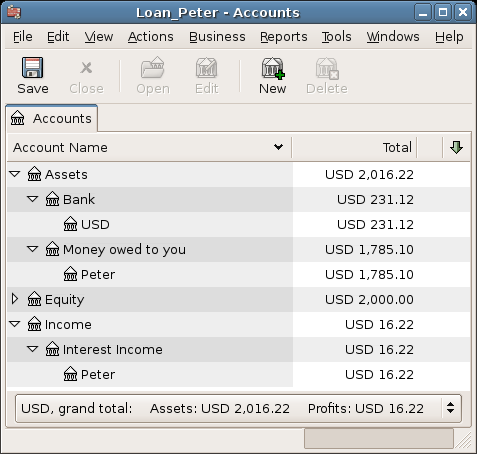 Loan_Peter - Accounts
File Edit View Actions Business Reports Tools Windows Help
Save Close Open Edit New Delete
Accounts
Account Name Total
Assets USD 2,016.22
Bank USD 231.12
USD USD 231.12
Money owed to you USD 1,785.10
Peter USD 1,785.10
Equity USD 2,000.00
Income USD 16.22
Interest Income USD 16.22
Peter USD 16.22
USD, grand total: Assets: USD 2,016.22 Profits: USD 16.22